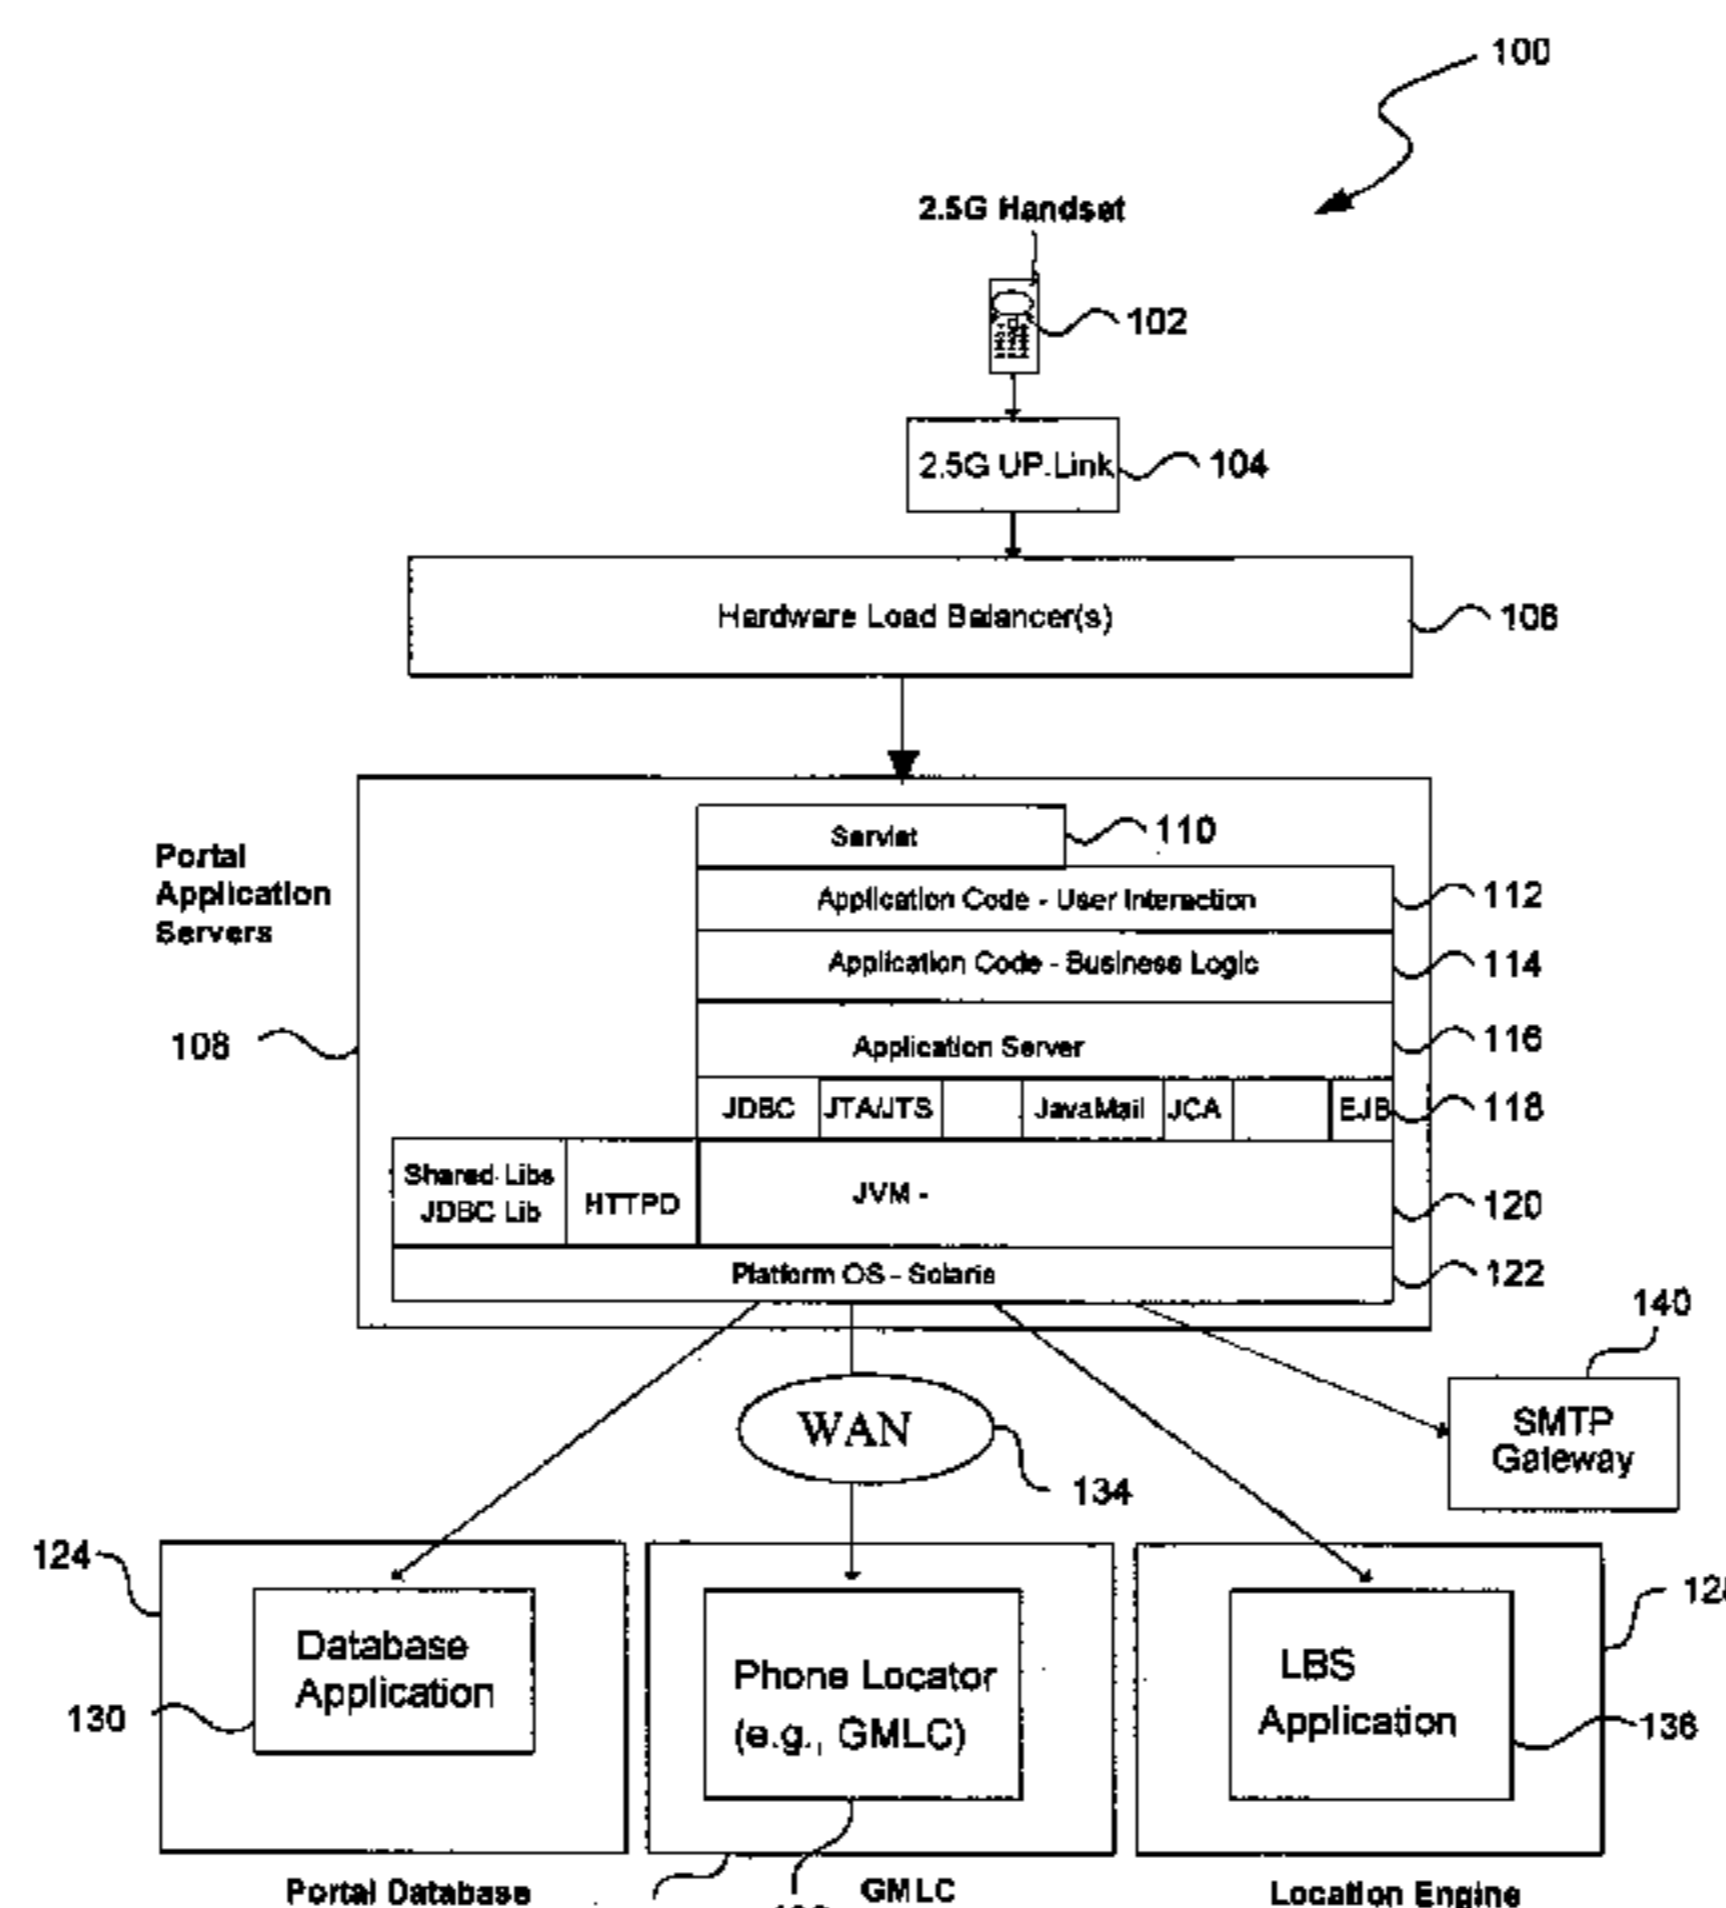 100
2.5G Handset
102
2.5G UP.Link
104
Hardware Load Balancer(s)
106
Portal
Application
Servers
108
Servlet
110
Application Code - User Interaction
112
Application Code - Business Logic
114
Application Server
116
JDBC JTA/JTS JavaMail JCA EJB
118
Shared Libs
JDBC Lib
HTTPD
JVM -
120
Platform OS - Solaris
122
140
SMTP
Gateway
WAN
134
124
Database
Application
130
Phone Locator
(e.g., GMLC)
LBS
Application
136
Portal Database
GMLC
Location Engine